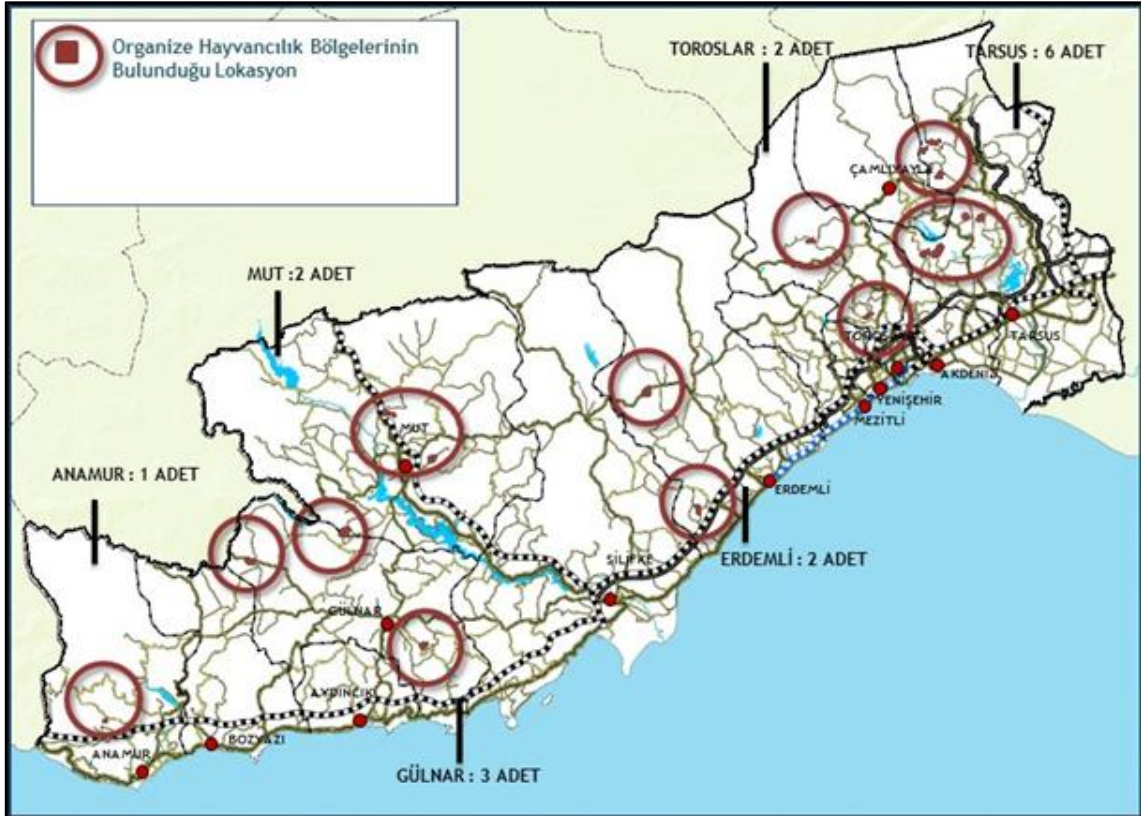 Organize Hayvancılık Bölgelerinin
Bulunduğu Lokasyon
TOROSLAR : 2 ADET
TARSUS : 6 ADET
ÇAMLIYAYLA
MUT :2 ADET
TARSUS
AKDENİZ
YENİŞEHİR
MEZİTLİ
MUT
ANAMUR : 1 ADET
ERDEMLİ
SİLİFKE
ERDEMLİ : 2 ADET
GÜLNAR
AYDINCIK
BOZYAZI
ANAMUR
GÜLNAR : 3 ADET